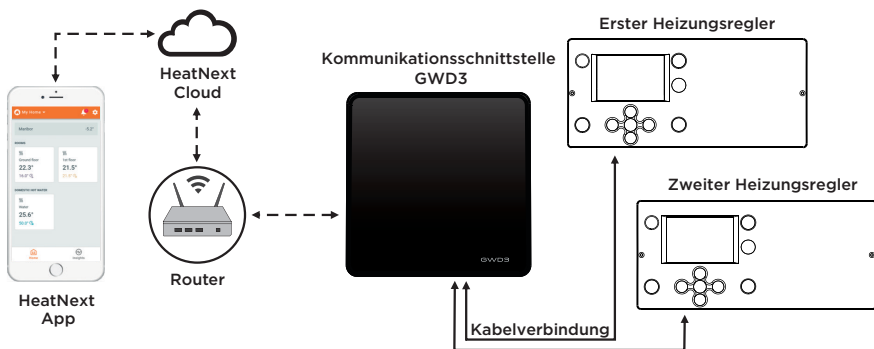 Erster Heizungsregler
Kommunikationsschnittstelle
GWD3
HeatNext
Cloud
My Home
Ground floor
22.3°
1st floor
21.5°
Water
25.6°
GWD3
Zweiter Heizungsregler
Router
HeatNext
App
Kabelverbindung